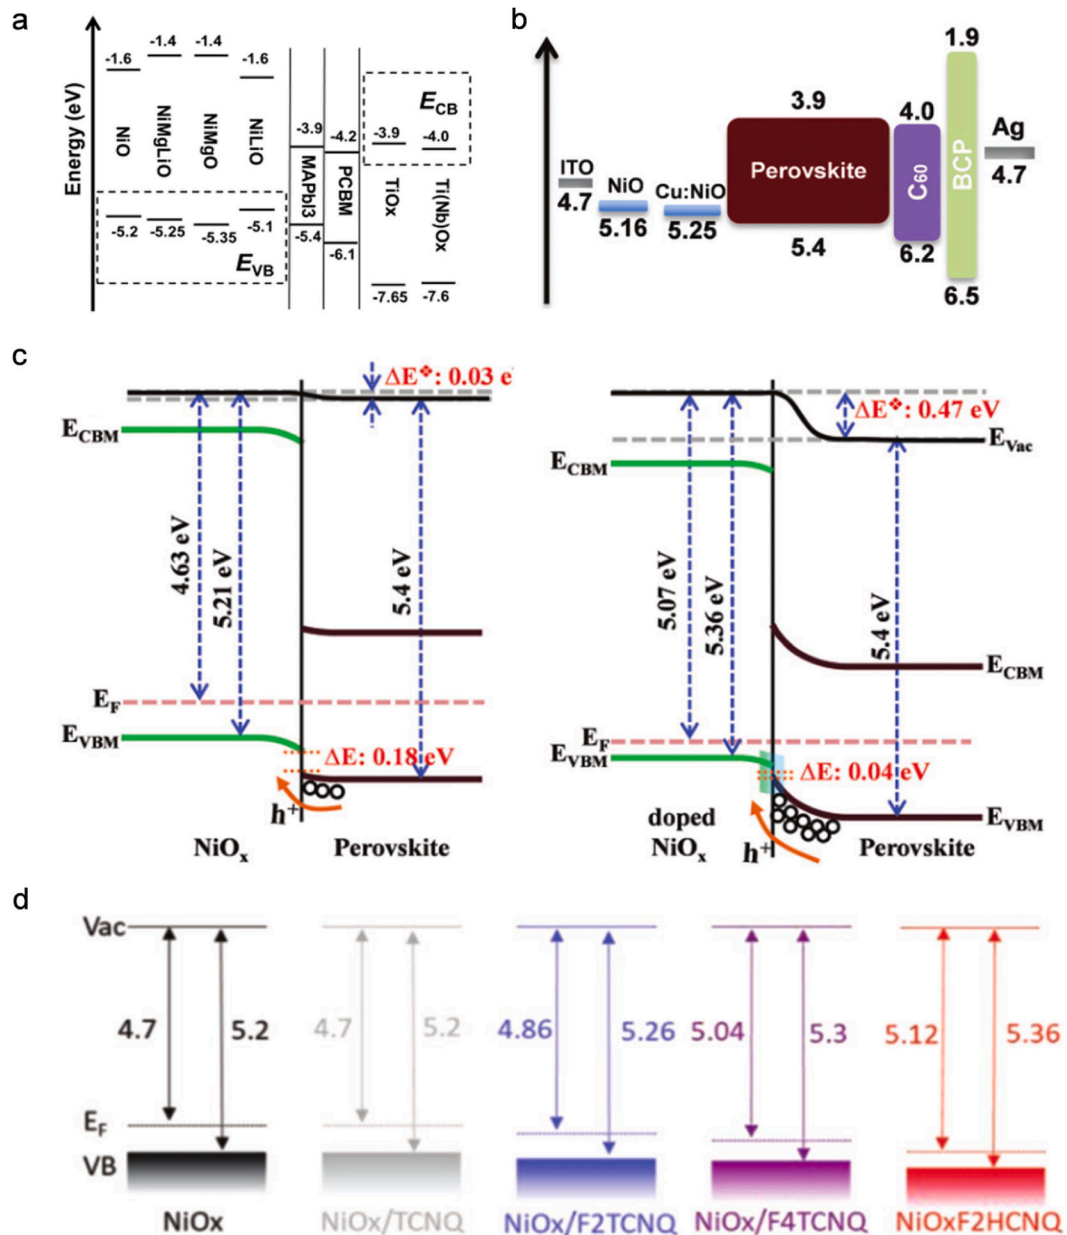 a
Energy (eV)
-1.6
-1.4
-1.4
-1.6
NiO
NiMgLiO
NiMgO
NiLiO
-5.2
-5.25
-5.35
-5.1
EVB
-3.9
MAPbI3
-5.4
-4.2
PCBM
-6.1
ECB
-3.9
-4.0
TiOx
Ti(Nb)Ox
-7.65
-7.6
b
ITO
4.7
NiO
5.16
Cu:NiO
5.25
3.9
Perovskite
5.4
4.0
C60
6.2
1.9
BCP
6.5
Ag
4.7
c
ΔE❖: 0.03 e
ECBM
4.63 eV
5.21 eV
5.4 eV
EF
EVBM
ΔE: 0.18 eV
h+
NiOx
Perovskite
ΔE❖: 0.47 eV
EVac
ECBM
5.07 eV
5.36 eV
5.4 eV
ECBM
EF
EVBM
ΔE: 0.04 eV
EVBM
doped
NiOx
h+
Perovskite
d
Vac
4.7 5.2
4.7 5.2
4.86 5.26
5.04 5.3
5.12 5.36
EF
VB
NiOx
NiOx/TCNQ
NiOx/F2TCNQ
NiOx/F4TCNQ
NiOxF2HCNQ